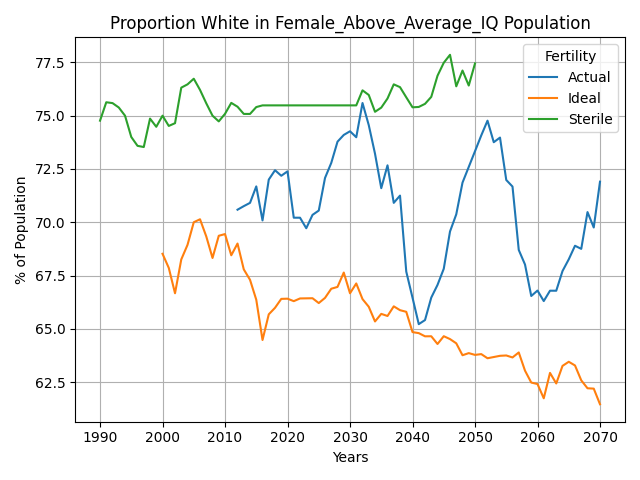 Proportion White in Female_Above_Average_IQ Population
% of Population
77.5
75.0
72.5
70.0
67.5
65.0
62.5
Fertility
Actual
Ideal
Sterile
1990 2000 2010 2020 2030 2040 2050 2060 2070
Years